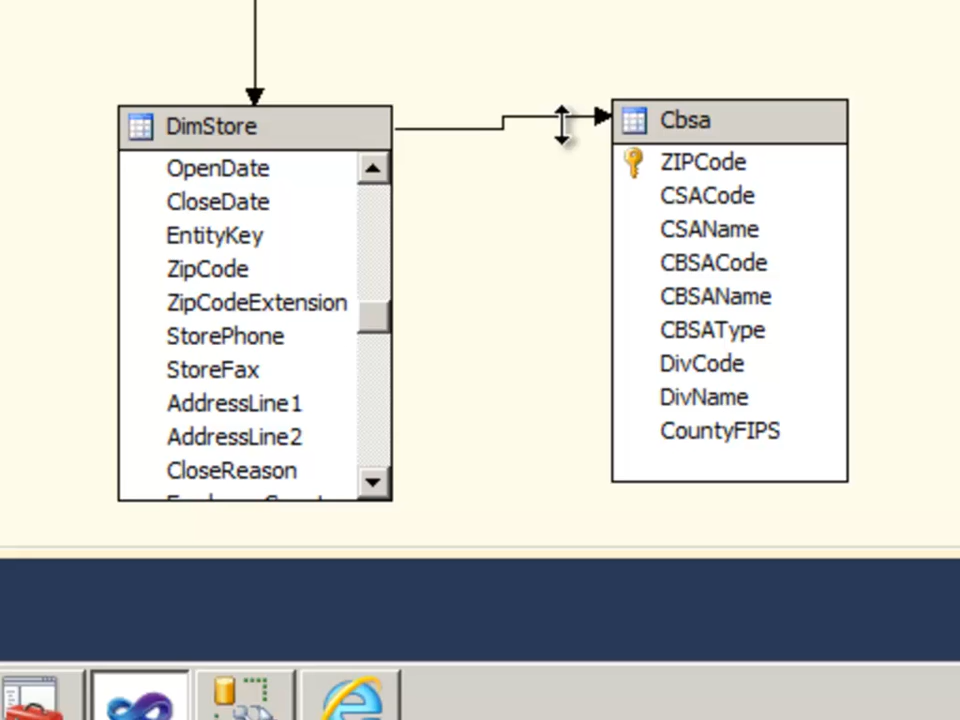 DimStore
OpenDate
CloseDate
EntityKey
ZipCode
ZipCodeExtension
StorePhone
StoreFax
AddressLine1
AddressLine2
CloseReason
Cbsa
ZIPCode
CSACode
CSAName
CBSACode
CBSAName
CBSAType
DivCode
DivName
CountyFIPS